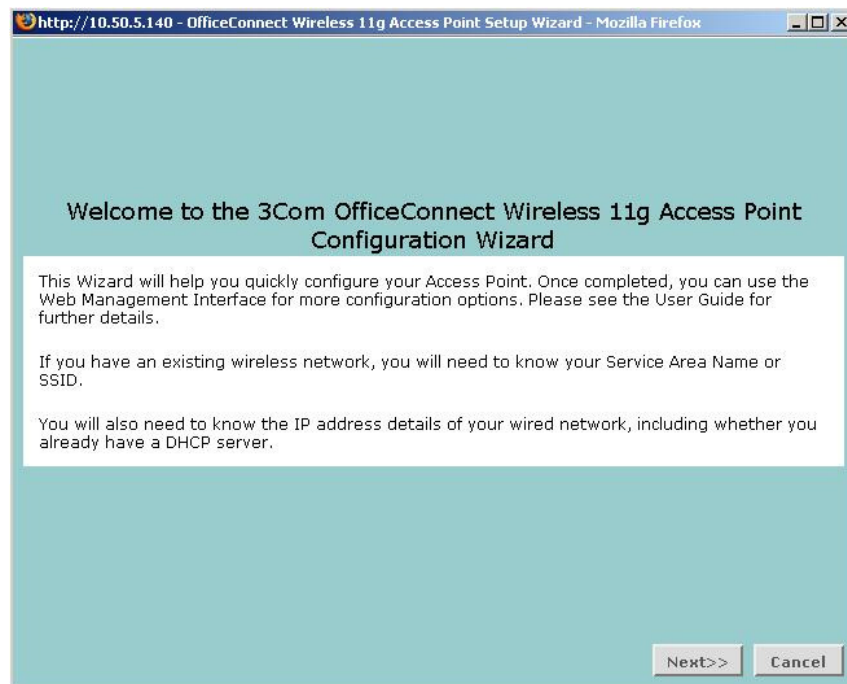 http://10.50.5.140 - OfficeConnect Wireless 11g Access Point Setup Wizard - Mozilla Firefox
Welcome to the 3Com OfficeConnect Wireless 11g Access Point
Configuration Wizard
This Wizard will help you quickly configure your Access Point. Once completed, you can use the
Web Management Interface for more configuration options. Please see the User Guide for
further details.
If you have an existing wireless network, you will need to know your Service Area Name or
SSID.
You will also need to know the IP address details of your wired network, including whether you
already have a DHCP server.
Next>> Cancel